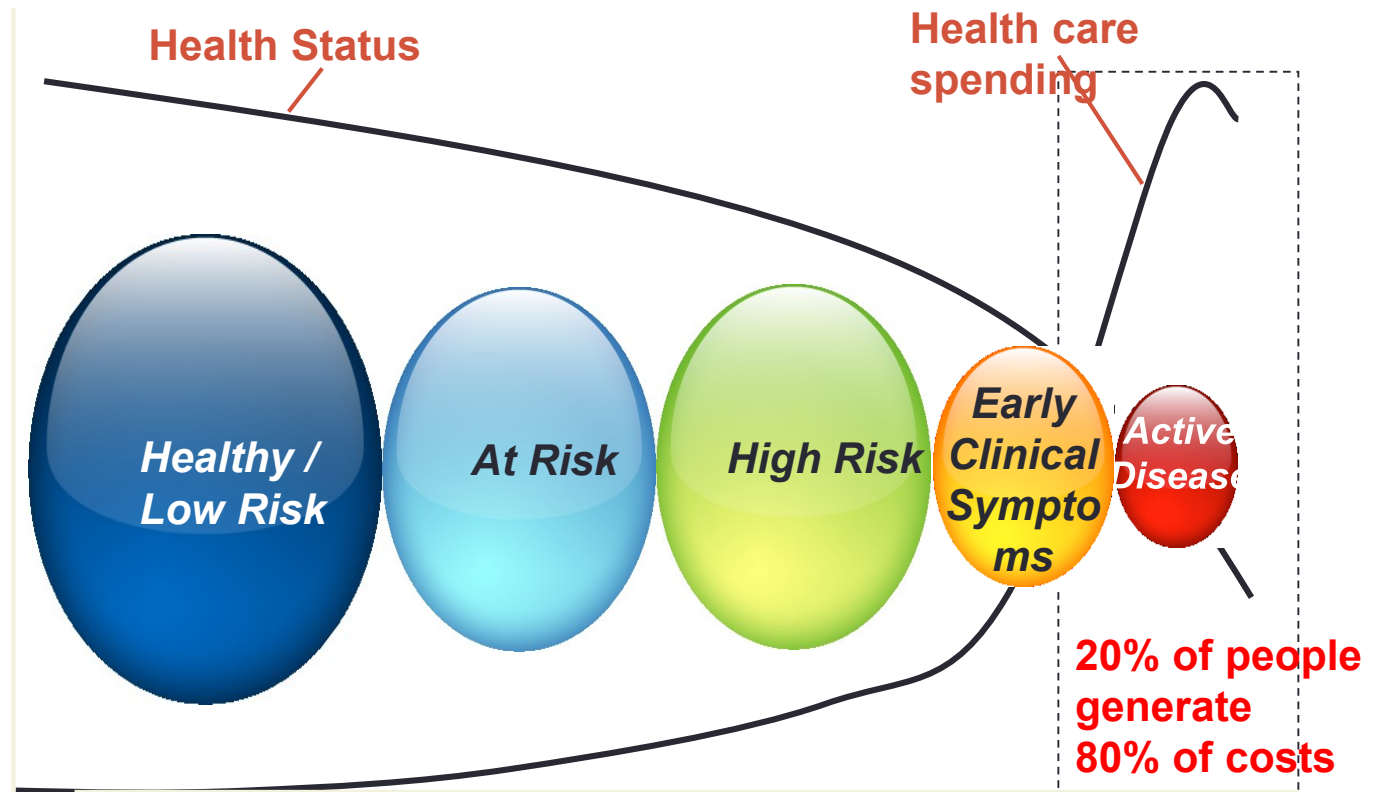 Health Status
Health care
spending
Healthy /
Low Risk
At Risk
High Risk
Early
Clinical
Sympto
ms
Active
Disease
20% of people
generate
80% of costs